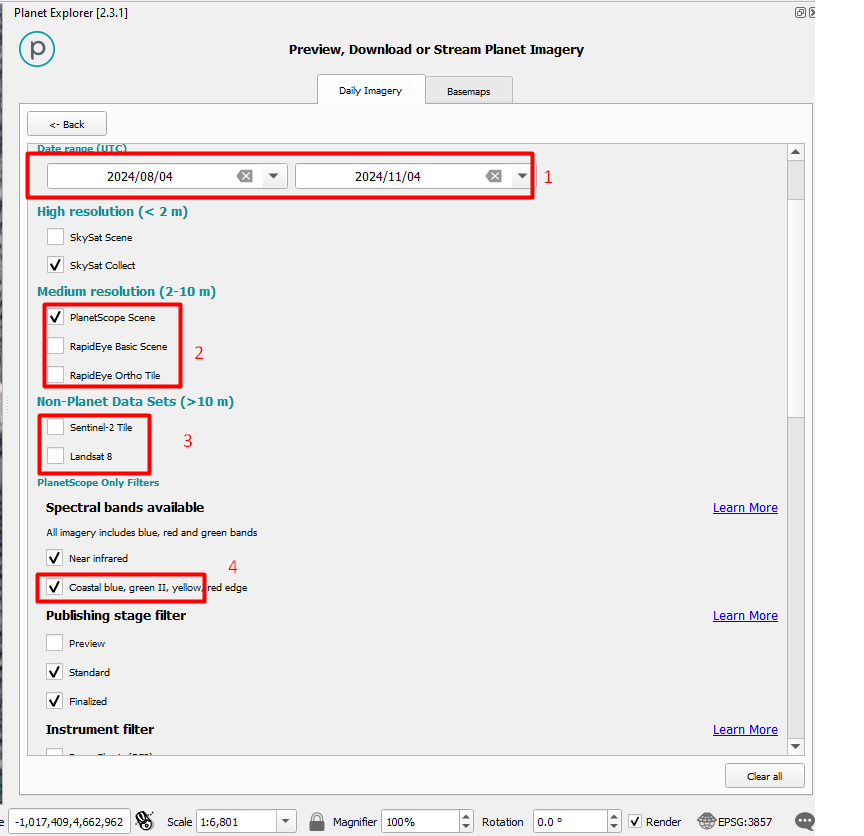 Planet Explorer [2.3.1]
p
Preview, Download or Stream Planet Imagery
Daily Imagery
Basemaps
<- Back
Date range (UTC)
2024/08/04
2024/11/04
1
High resolution (< 2 m)
SkySat Scene
SkySat Collect
Medium resolution (2-10 m)
PlanetScope Scene
RapidEye Basic Scene
2
RapidEye Ortho Tile
Non-Planet Data Sets (>10 m)
Sentinel-2 Tile
3
Landsat 8
PlanetScope Only Filters
Spectral bands available
Learn More
All imagery includes blue, red and green bands
Near infrared
4
Coastal blue, green II, yellow, red edge
Publishing stage filter
Learn More
Preview
Standard
Finalized
Instrument filter
Learn More
Clear all
e -1,017,409,4,662,962 Scale 1:6,801 Magnifier 100% Rotation 0.0 ° Render EPSG:3857